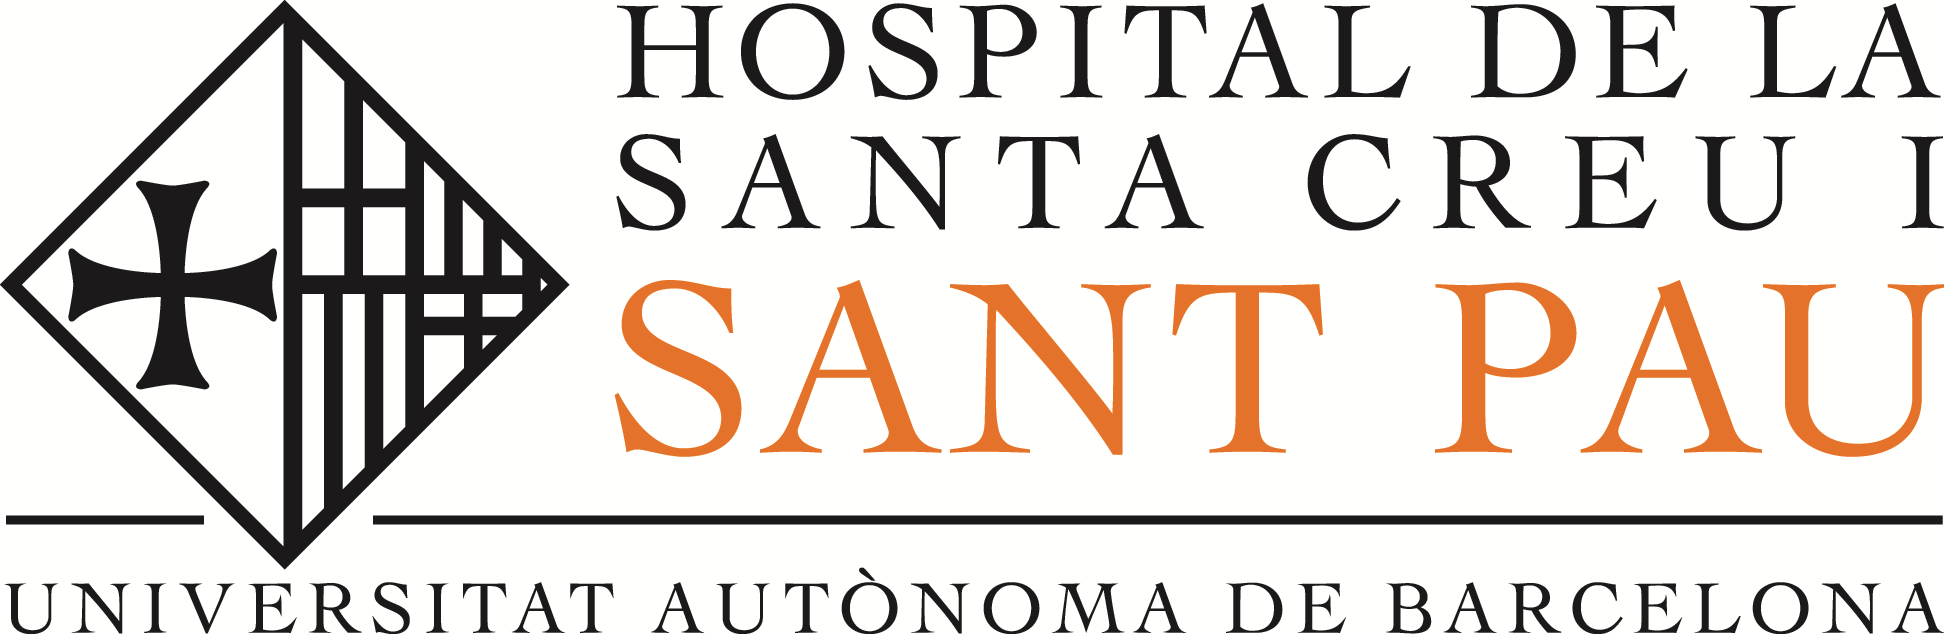 HOSPITAL DE LA
SANTA CREU I
SANT PAU
UNIVERSITAT AUTÒNOMA DE BARCELONA